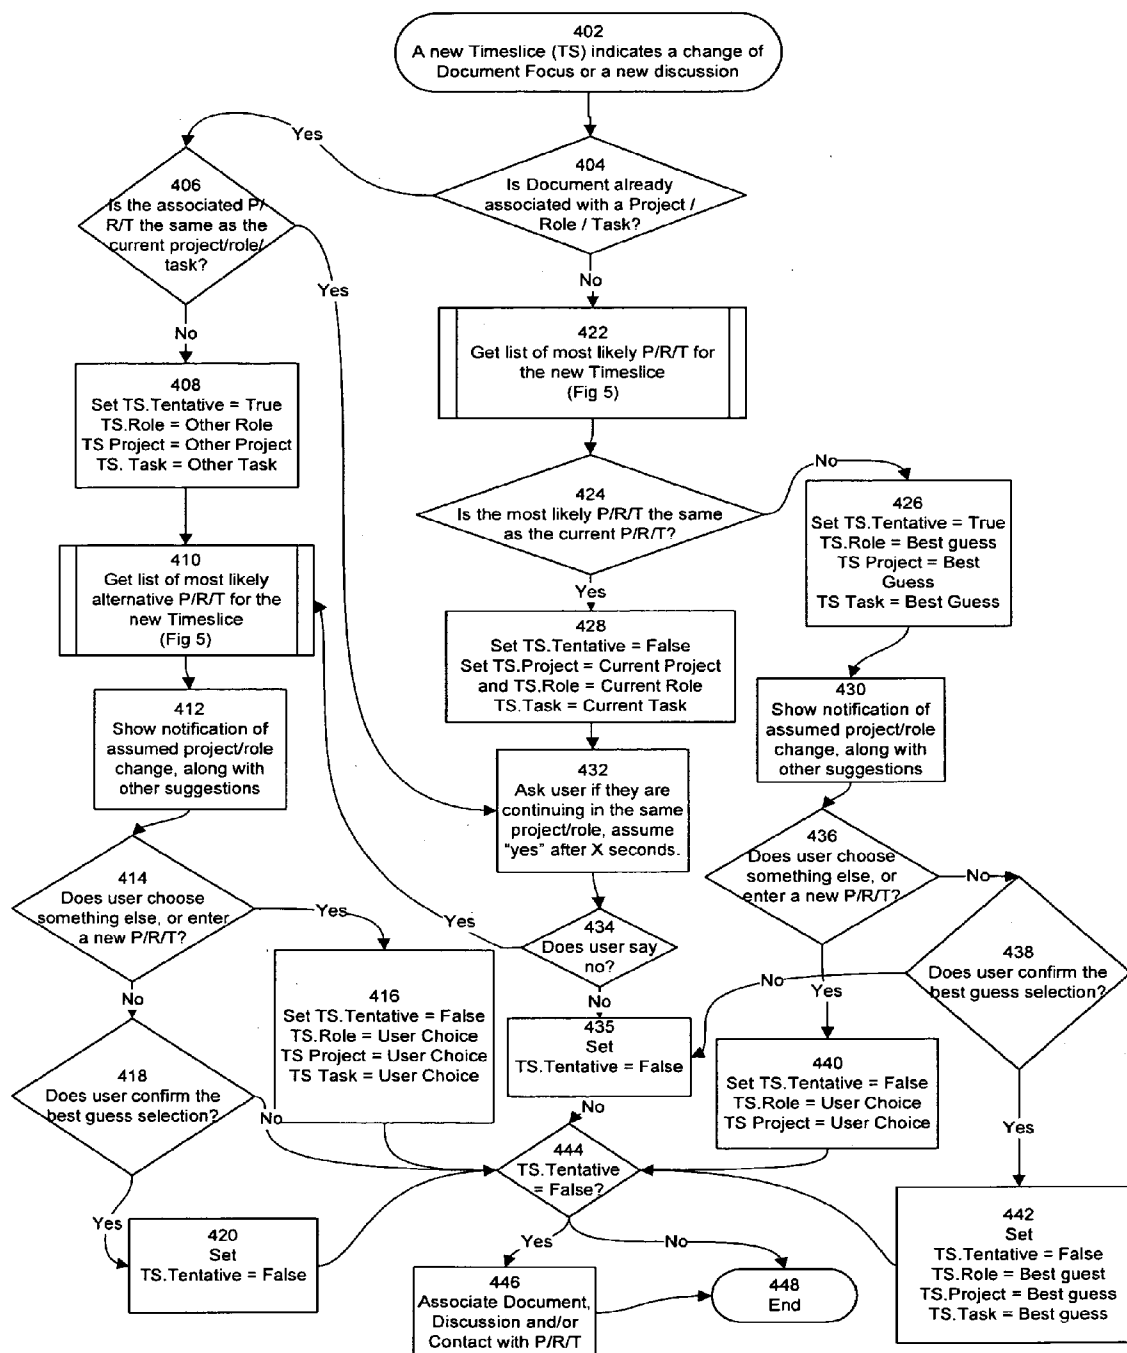 402
A new Timeslice (TS) indicates a change of
Document Focus or a new discussion
Yes
404
Is Document already
associated with a Project /
Role / Task?
406
Is the associated P/
R/T the same as the
current project/role/
task?
Yes
No
No
408
Set TS.Tentative = True
TS.Role = Other Role
TS Project = Other Project
TS. Task = Other Task
422
Get list of most likely P/R/T for
the new Timeslice
(Fig 5)
424
Is the most likely P/R/T the same
as the current P/R/T?
No
426
Set TS.Tentative = True
TS.Role = Best guess
TS Project = Best
Guess
TS Task = Best Guess
Yes
410
Get list of most likely
alternative P/R/T for the
new Timeslice
(Fig 5)
428
Set TS.Tentative = False
Set TS.Project = Current Project
and TS.Role = Current Role
TS.Task = Current Task
412
Show notification of
assumed project/role
change, along with
other suggestions
430
Show notification of
assumed project/role
change, along with
other suggestions
432
Ask user if they are
continuing in the same
project/role, assume
"yes" after X seconds.
414
Does user choose
something else, or enter
a new P/R/T?
Yes
Yes
434
Does user say
no?
436
Does user choose
something else, or
enter a new P/R/T?
No
438
Does user confirm the
best guess selection?
No
Yes
No
No
416
Set TS.Tentative = False
TS.Role = User Choice
TS Project = User Choice
TS Task = User Choice
435
Set
TS.Tentative = False
418
Does user confirm the
best guess selection?
No
No
440
Set TS.Tentative = False
TS.Role = User Choice
TS Project = User Choice
Yes
444
TS.Tentative
= False?
Yes
420
Set
TS.Tentative = False
Yes
No
442
Set
TS.Tentative = False
TS.Role = Best guest
TS.Project = Best guess
TS.Task = Best guess
446
Associate Document,
Discussion and/or
Contact with P/R/T
448
End